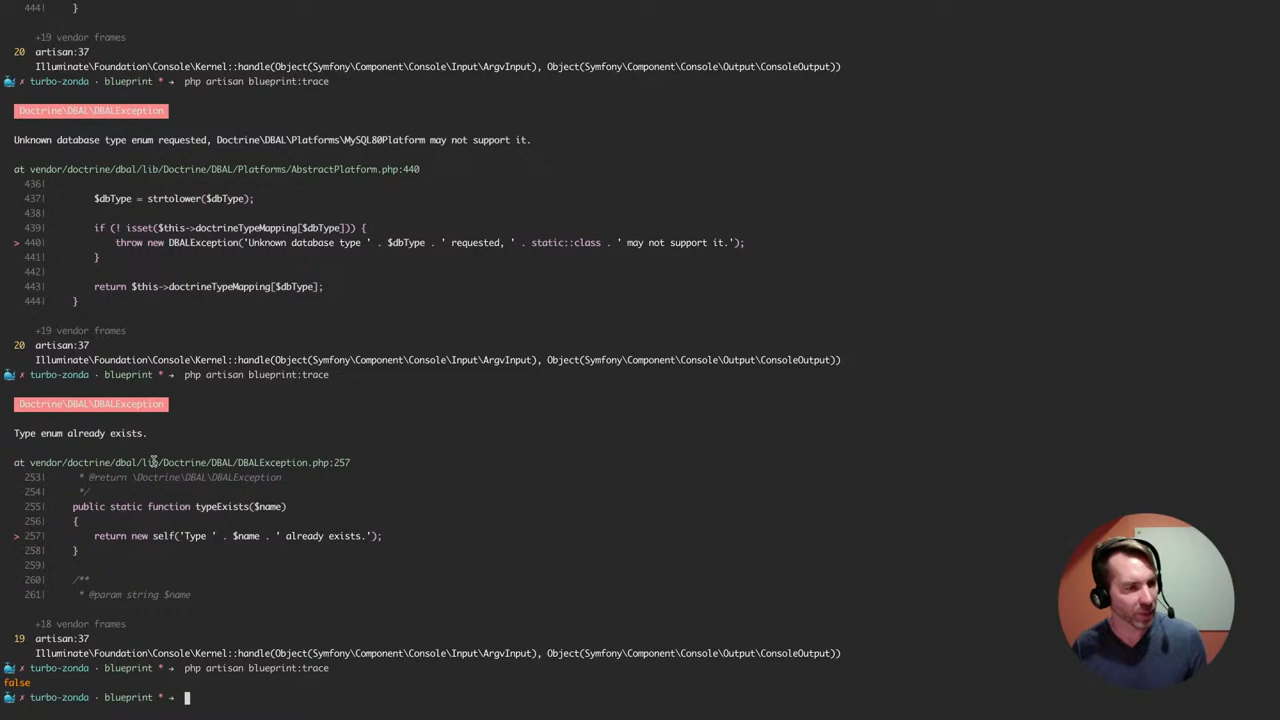 444| }
+19 vendor frames
20 artisan:37
Illuminate\Foundation\Console\Kernel::handle(Object(Symfony\Component\Console\Input\ArgvInput), Object(Symfony\Component\Console\Output\ConsoleOutput))
✗ turbo-zonda · blueprint * → php artisan blueprint:trace
Doctrine\DBAL\DBALException
Unknown database type enum requested, Doctrine\DBAL\Platforms\MySQL80Platform may not support it.
at vendor/doctrine/dbal/lib/Doctrine/DBAL/Platforms/AbstractPlatform.php:440
436|
437| $dbType = strtolower($dbType);
438|
439| if (! isset($this->doctrineTypeMapping[$dbType])) {
> 440| throw new DBALException('Unknown database type ' . $dbType . ' requested, ' . static::class . ' may not support it.');
441| }
442|
443| return $this->doctrineTypeMapping[$dbType];
444| }
+19 vendor frames
20 artisan:37
Illuminate\Foundation\Console\Kernel::handle(Object(Symfony\Component\Console\Input\ArgvInput), Object(Symfony\Component\Console\Output\ConsoleOutput))
✗ turbo-zonda · blueprint * → php artisan blueprint:trace
Doctrine\DBAL\DBALException
Type enum already exists.
at vendor/doctrine/dbal/lib/Doctrine/DBAL/DBALException.php:257
253| * @return \Doctrine\DBAL\DBALException
254| */
255| public static function typeExists($name)
256| {
> 257| return new self('Type ' . $name . ' already exists.');
258| }
259|
260| /**
261| * @param string $name
+18 vendor frames
19 artisan:37
Illuminate\Foundation\Console\Kernel::handle(Object(Symfony\Component\Console\Input\ArgvInput), Object(Symfony\Component\Console\Output\ConsoleOutput))
✗ turbo-zonda · blueprint * → php artisan blueprint:trace
false
✗ turbo-zonda · blueprint * →